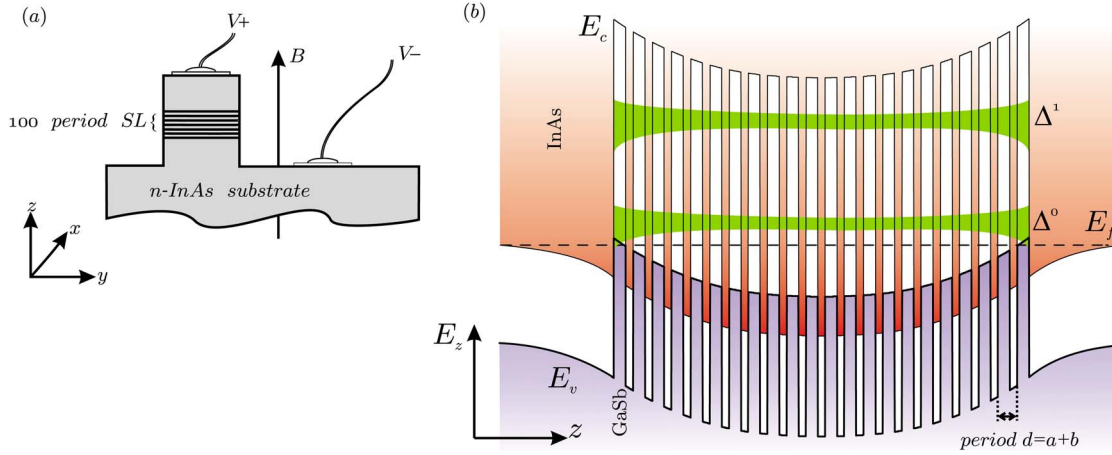 (a)
V+
B
V−
100 period SL{
n-InAs substrate
z
x
y
(b)
E_c
InAs
Δ¹
Δ⁰
E_f
E_z
E_v
GaSb
z
period d=a+b